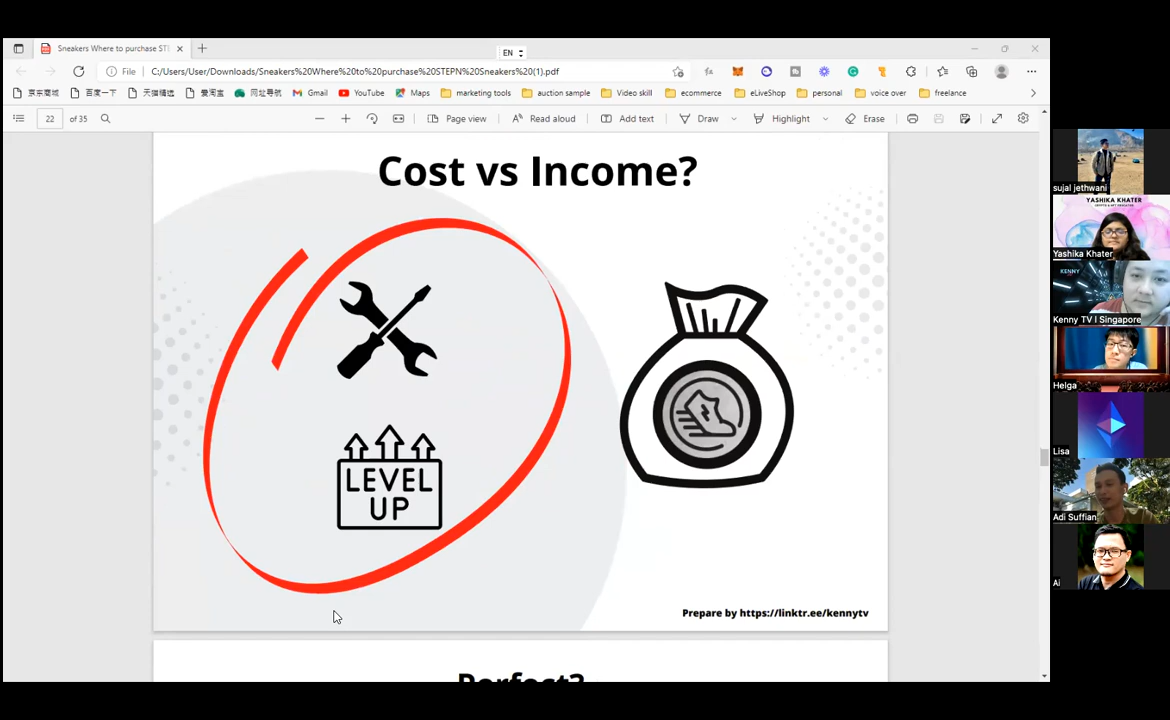 Sneakers Where to purchase STE
EN
File
C:/Users/User/Downloads/Sneakers%20Where%20to%20purchase%20STEPN%20Sneakers%20(1).pdf
京东商城
百度一下
天猫精选
爱淘宝
网址导航
Gmail
YouTube
Maps
marketing tools
auction sample
Video skill
ecommerce
eLiveShop
personal
voice over
freelance
22 of 35
Page view
Read aloud
Add text
Draw
Highlight
Erase
Cost vs Income?
LEVEL
UP
Prepare by https://linktr.ee/kennytv
Perfect?
sujal jethwani
YASHIKA KHATER
Yashika Khater
KENNY
Kenny TV I Singapore
Helga
Lisa
Adi Suffian
Ai